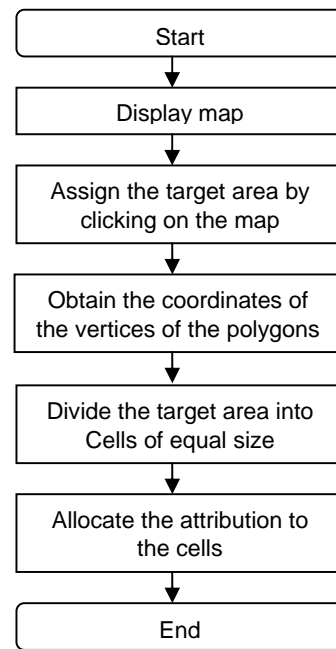 Start
Display map
Assign the target area by
clicking on the map
Obtain the coordinates of
the vertices of the polygons
Divide the target area into
Cells of equal size
Allocate the attribution to
the cells
End